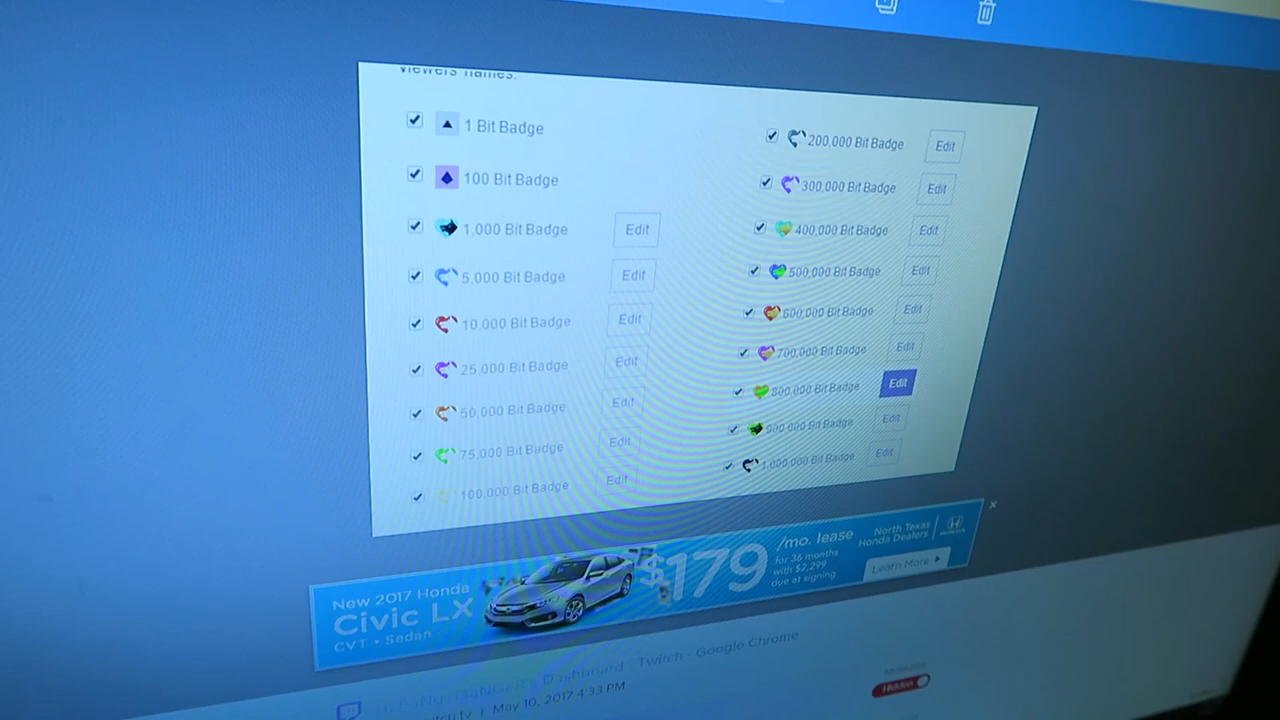 viewers names.
1 Bit Badge
100 Bit Badge
1,000 Bit Badge Edit
5,000 Bit Badge Edit
10,000 Bit Badge Edit
25,000 Bit Badge Edit
50,000 Bit Badge Edit
75,000 Bit Badge Edit
100,000 Bit Badge Edit
200,000 Bit Badge Edit
300,000 Bit Badge Edit
400,000 Bit Badge Edit
500,000 Bit Badge Edit
600,000 Bit Badge Edit
700,000 Bit Badge Edit
800,000 Bit Badge Edit
900,000 Bit Badge Edit
1,000,000 Bit Badge Edit
New 2017 Honda
Civic LX
CVT • Sedan
$179
/mo. lease
for 36 months
with $2,299
due at signing
North Texas
Honda Dealers
HONDA
Learn More
Dashboard - Twitch - Google Chrome
| May 10, 2017 4:33 PM
Hidden